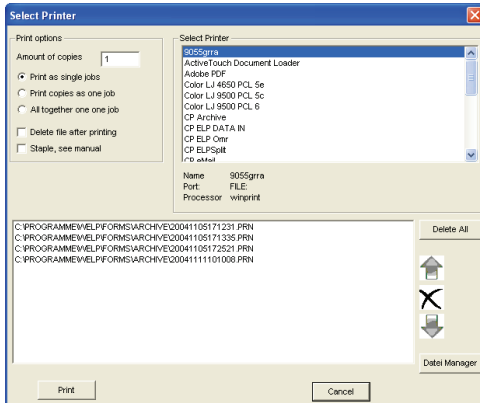 Select Printer
Print options
Amount of copies 1
Print as single jobs
Print copies as one job
All together one one job
Delete file after printing
Staple, see manual
Select Printer
9055grra
ActiveTouch Document Loader
Adobe PDF
Color LJ 4650 PCL 5e
Color LJ 9500 PCL 5c
Color LJ 9500 PCL 6
CP Archive
CP ELP DATA IN
CP ELP Omr
CP ELPSplit
CP eMail
Name 9055grra
Port: FILE:
Processor winprint
C:\PROGRAMME\WELP\FORMS\ARCHIVE\20041105171231.PRN
C:\PROGRAMME\WELP\FORMS\ARCHIVE\20041105171335.PRN
C:\PROGRAMME\WELP\FORMS\ARCHIVE\20041105172521.PRN
C:\PROGRAMME\WELP\FORMS\ARCHIVE\20041111101008.PRN
Delete All
Datei Manager
Print
Cancel